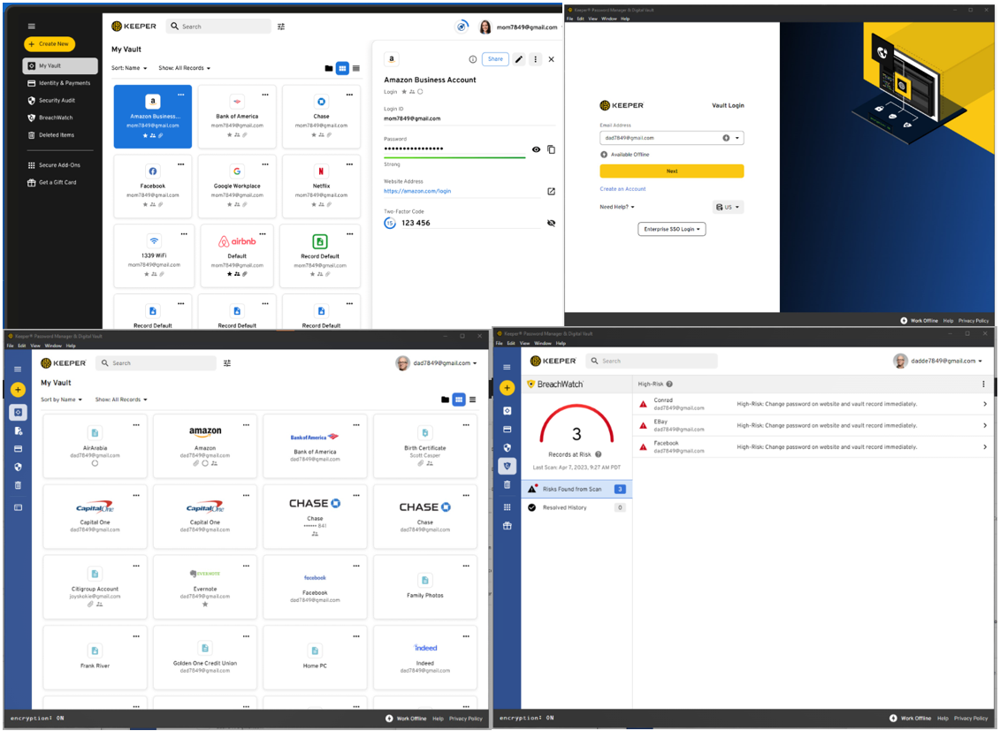 KEEPER
Search
mom7849@gmail.com
Create New
My Vault
Identity & Payments
Security Audit
BreachWatch
Deleted Items
Secure Add-Ons
Get a Gift Card
My Vault
Sort: Name
Show: All Records
Amazon Business...
mom7849@gmail.com
Bank of America
mom7849@gmail.com
Chase
mom7849@gmail.com
Facebook
mom7849@gmail.com
Google Workplace
mom7849@gmail.com
Netflix
mom7849@gmail.com
1339 WiFi
mom7849@gmail.com
airbnb
Default
mom7849@gmail.com
Record Default
mom7849@gmail.com
Record Default
Record Default
Record Default
Share
Amazon Business Account
Login
Login ID
mom7849@gmail.com
Password
••••••••••••••••
Strong
Website Address
https://amazon.com/login
Two-Factor Code
15 123 456
Keeper® Password Manager & Digital Vault
File Edit View Window Help
KEEPER
Vault Login
Email Address
dad7849@gmail.com
Available Offline
Next
Create an Account
Need Help?
US
Enterprise SSO Login
Work Offline Help Privacy Policy
Keeper® Password Manager & Digital Vault
File Edit View Window Help
KEEPER
Search
dad7849@gmail.com
My Vault
Sort by Name
Show: All Records
AirArabia
dad7849@gmail.com
amazon
Amazon
dad7849@gmail.com
Bank of America
Bank of America
dad7849@gmail.com
Birth Certificate
Scott Casper
Capital One
Capital One
dad7849@gmail.com
Capital One
Capital One
dad7849@gmail.com
CHASE
Chase
•••••• 841
CHASE
Chase
dad7849@gmail.com
Citigroup Account
joyskokie@gmail.com
EVERNOTE
Evernote
dad7849@gmail.com
facebook
Facebook
dad7849@gmail.com
Family Photos
Frank River
Golden One Credit Union
dad7849@gmail.com
Home PC
indeed
Indeed
dad7849@gmail.com
encryption: ON
Work Offline Help Privacy Policy
Keeper® Password Manager & Digital Vault
File Edit View Window Help
KEEPER
Search
dadde7849@gmail.com
BreachWatch
3
Records at Risk
Last Scan: Apr 7, 2023, 9:27 AM PDT
Risks Found from Scan 3
Resolved History 0
High-Risk
Conrad
dad7849@gmail.com
High-Risk: Change password on website and vault record immediately.
EBay
dad7849@gmail.com
High-Risk: Change password on website and vault record immediately.
Facebook
dad7849@gmail.com
High-Risk: Change password on website and vault record immediately.
encryption: ON
Work Offline Help Privacy Policy